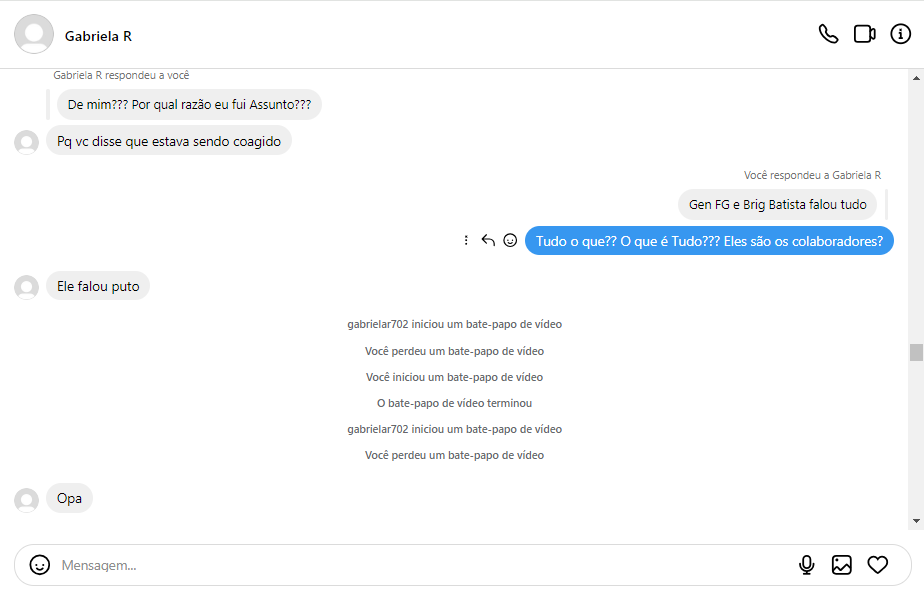 Gabriela R
Gabriela R respondeu a você
De mim??? Por qual razão eu fui Assunto???
Pq vc disse que estava sendo coagido
Você respondeu a Gabriela R
Gen FG e Brig Batista falou tudo
Tudo o que?? O que é Tudo??? Eles são os colaboradores?
Ele falou puto
gabrielar702 iniciou um bate-papo de vídeo
Você perdeu um bate-papo de vídeo
Você iniciou um bate-papo de vídeo
O bate-papo de vídeo terminou
gabrielar702 iniciou um bate-papo de vídeo
Você perdeu um bate-papo de vídeo
Opa
Mensagem...